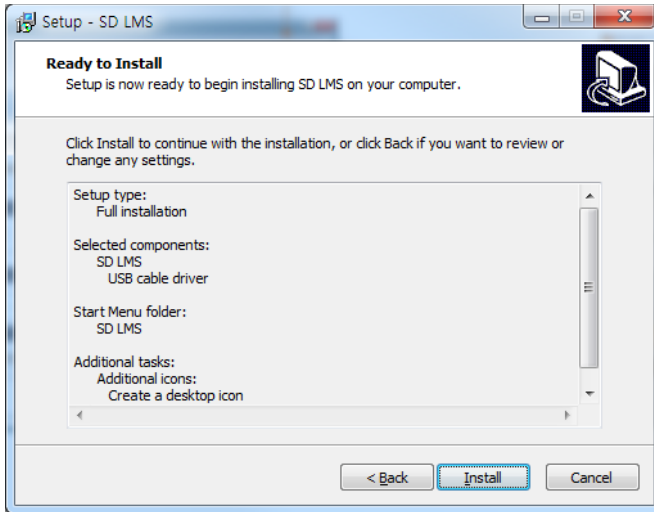 Setup - SD LMS
Ready to Install
Setup is now ready to begin installing SD LMS on your computer.
Click Install to continue with the installation, or click Back if you want to review or
change any settings.
Setup type:
Full installation
Selected components:
SD LMS
USB cable driver
Start Menu folder:
SD LMS
Additional tasks:
Additional icons:
Create a desktop icon
< Back
Install
Cancel